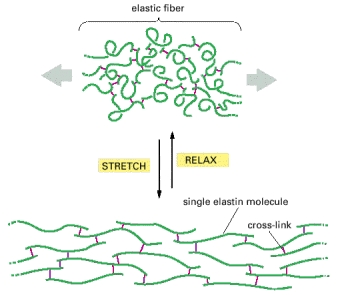 elastic fiber
STRETCH
RELAX
single elastin molecule
cross-link